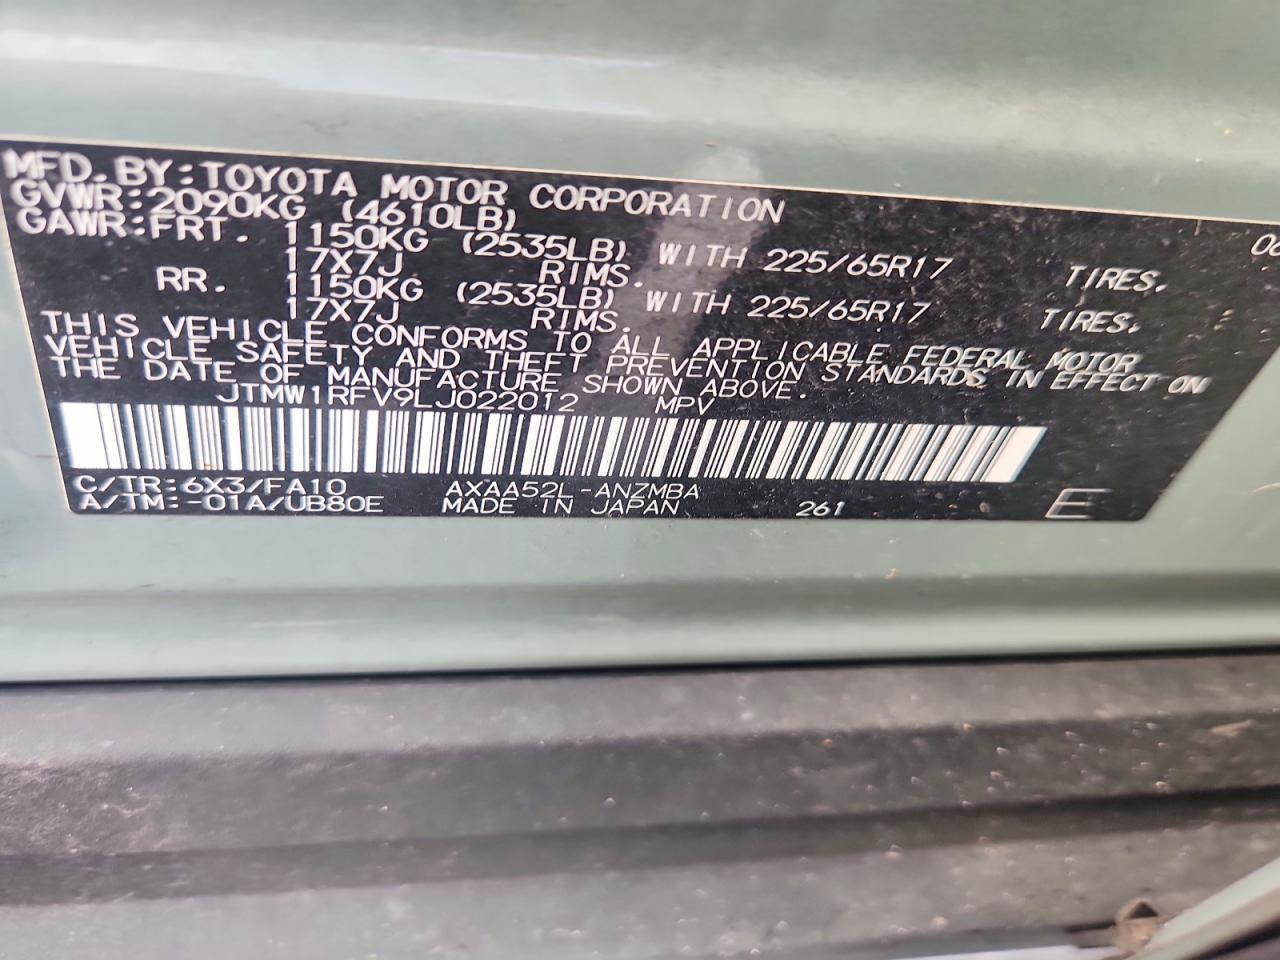 MFD. BY: TOYOTA MOTOR CORPORATION
GVWR: 2090KG (4610LB)
GAWR: FRT. 1150KG (2535LB) WITH 225/65R17 TIRES,
17X7J RIMS.
RR. 1150KG (2535LB) WITH 225/65R17 TIRES,
17X7J RIMS.
THIS VEHICLE CONFORMS TO ALL APPLICABLE FEDERAL MOTOR
VEHICLE SAFETY AND THEFT PREVENTION STANDARDS IN EFFECT ON
THE DATE OF MANUFACTURE SHOWN ABOVE.
JTMW1RFV9LJ022012 MPV
C/TR: 6X3/FA10 AXAA52L-ANZMBA
A/TM: -01A/UB80E MADE IN JAPAN 261 E